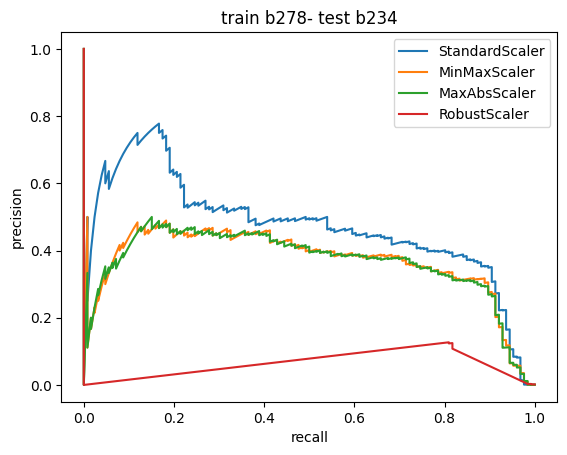 train b278- test b234
precision
1.0
0.8
0.6
0.4
0.2
0.0
StandardScaler
MinMaxScaler
MaxAbsScaler
RobustScaler
0.0 0.2 0.4 0.6 0.8 1.0
recall